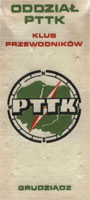 ODDZIAŁ
PTTK
KLUB
PRZEWODNIKÓW
PTTK
GRUDZIĄDZ